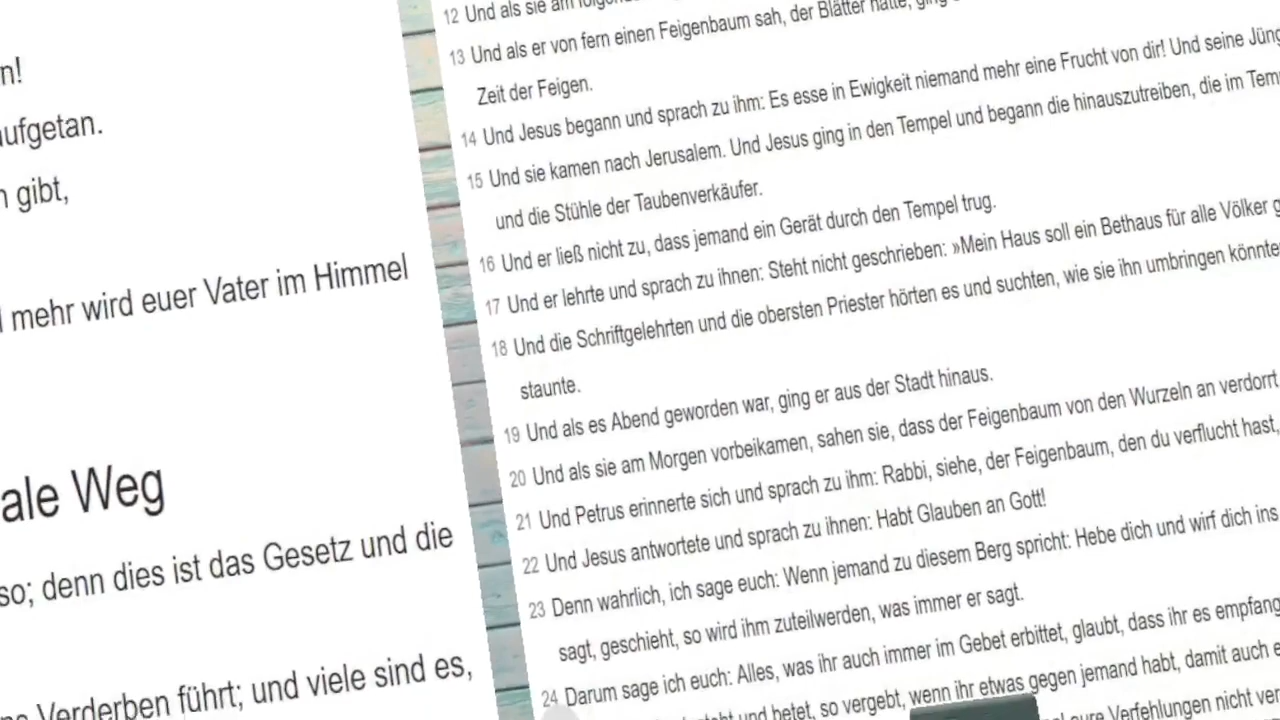 n!
aufgetan.
gibt,
mehr wird euer Vater im Himmel
ale Weg
so; denn dies ist das Gesetz und die
Verderben führt; und viele sind es,
12 Und als sie am
13 Und als er von fern einen Feigenbaum sah, der Blätter hatte,
Zeit der Feigen.
14 Und Jesus begann und sprach zu ihm: Es esse in Ewigkeit niemand mehr eine Frucht von dir! Und seine Jüng
15 Und sie kamen nach Jerusalem. Und Jesus ging in den Tempel und begann die hinauszutreiben, die im Tem
und die Stühle der Taubenverkäufer.
16 Und er ließ nicht zu, dass jemand ein Gerät durch den Tempel trug.
17 Und er lehrte und sprach zu ihnen: Steht nicht geschrieben: »Mein Haus soll ein Bethaus für alle Völker g
18 Und die Schriftgelehrten und die obersten Priester hörten es und suchten, wie sie ihn umbringen könnte
staunte.
19 Und als es Abend geworden war, ging er aus der Stadt hinaus.
20 Und als sie am Morgen vorbeikamen, sahen sie, dass der Feigenbaum von den Wurzeln an verdorrt
21 Und Petrus erinnerte sich und sprach zu ihm: Rabbi, siehe, der Feigenbaum, den du verflucht hast,
22 Und Jesus antwortete und sprach zu ihnen: Habt Glauben an Gott!
23 Denn wahrlich, ich sage euch: Wenn jemand zu diesem Berg spricht: Hebe dich und wirf dich ins
sagt, geschieht, so wird ihm zuteilwerden, was immer er sagt.
24 Darum sage ich euch: Alles, was ihr auch immer im Gebet erbittet, glaubt, dass ihr es empfang
und betet, so vergebt, wenn ihr etwas gegen jemand habt, damit auch e
eure Verfehlungen nicht ver